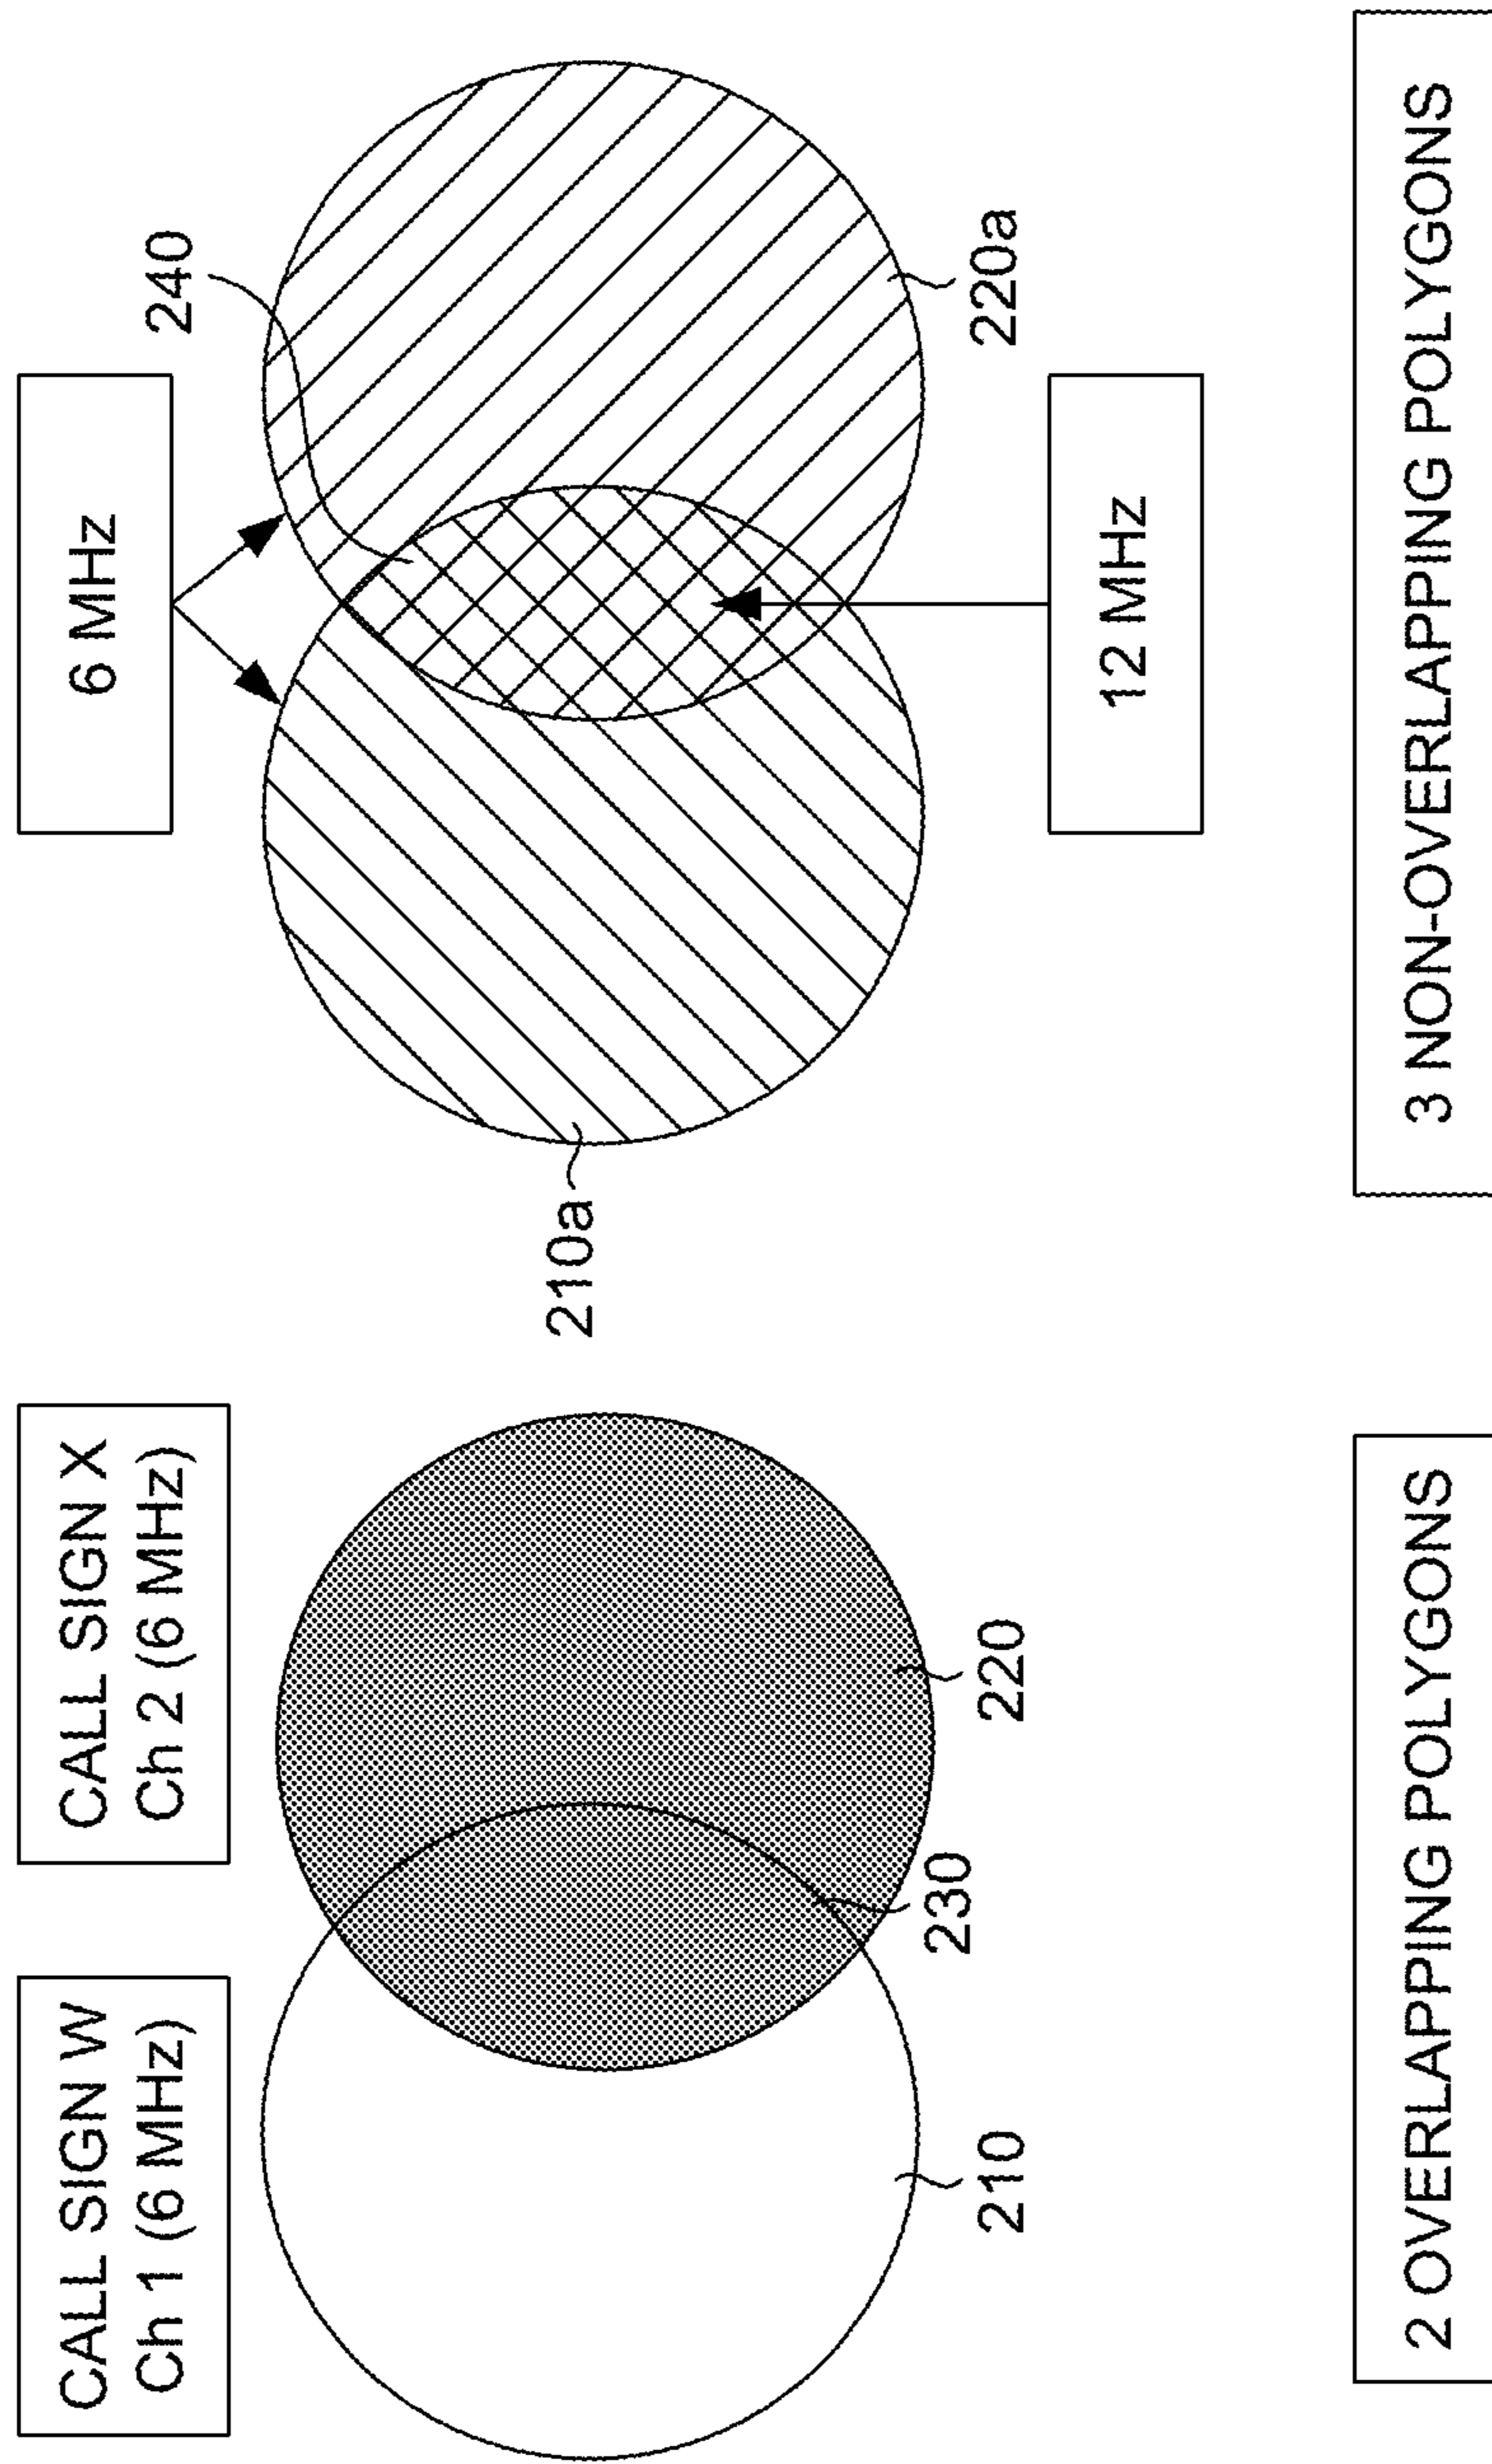 CALL SIGN W
Ch 1 (6 MHz)
CALL SIGN X
Ch 2 (6 MHz)
210
230
220
2 OVERLAPPING POLYGONS
6 MHz
240
210a
220a
12 MHz
3 NON-OVERLAPPING POLYGONS